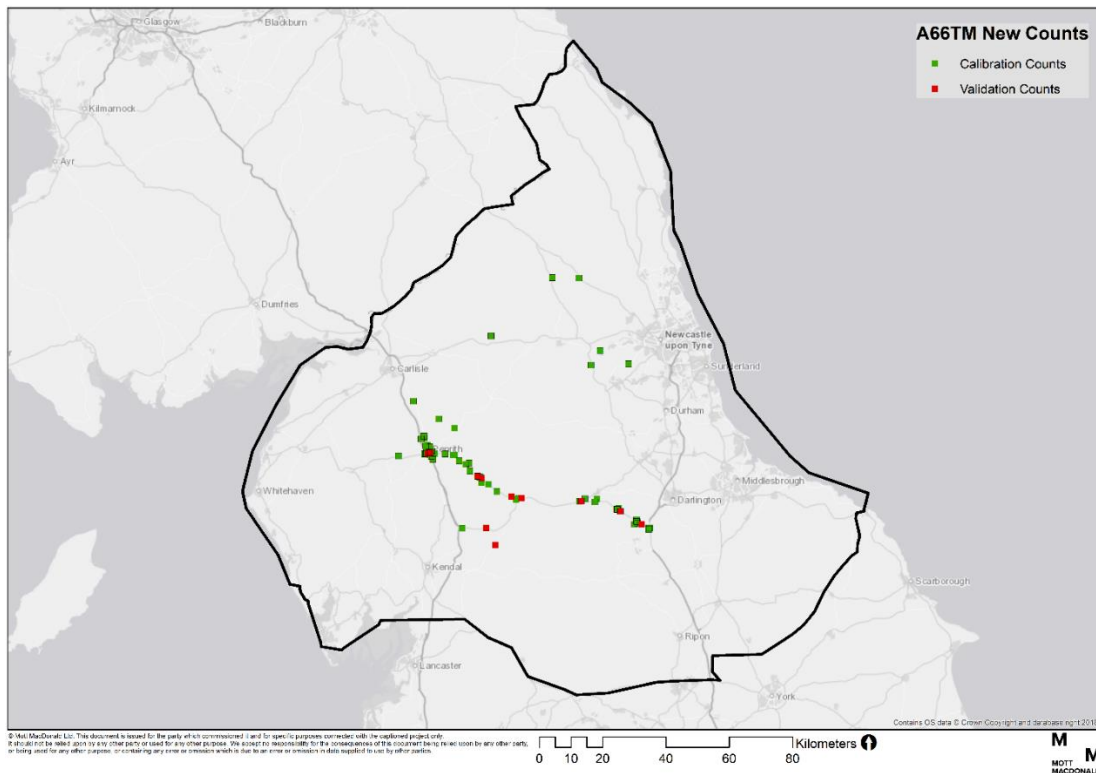 Glasgow
Blackburn
A66TM New Counts
Calibration Counts
Validation Counts
Kilmarnock
Ayr
Dumfries
Newcastle
upon Tyne
Carlisle
Sunderland
Durham
Penrith
Whitehaven
Middlesbrough
Darlington
Kendal
Scarborough
Ripon
Lancaster
York
Contains OS data © Crown Copyright and database right 201
© Mott MacDonald Ltd. This document is issued for the party which commissioned it and for specific purposes connected with the captioned project only.
It should not be relied upon by any other party or used for any other purpose. We accept no responsibility for the consequences of this document being relied upon by any other party,
or being used for any other purpose, or containing any error or omission which is due to an error or omission in data supplied to use by other parties.
Kilometers
0 10 20 40 60 80
M
M
MOTT
MACDONALD